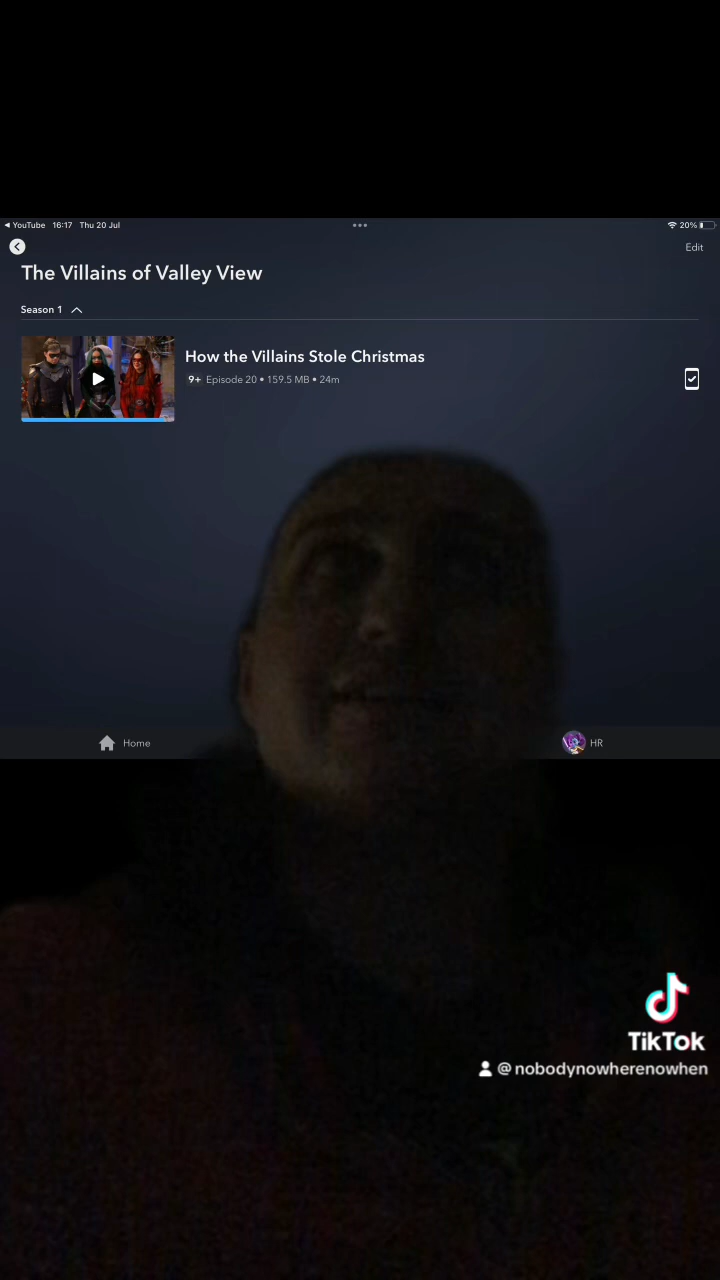 YouTube 16:17 Thu 20 Jul
20%
Edit
The Villains of Valley View
Season 1
How the Villains Stole Christmas
9+ Episode 20 • 159.5 MB • 24m
Home
HR
TikTok
@nobodynowherenowhen